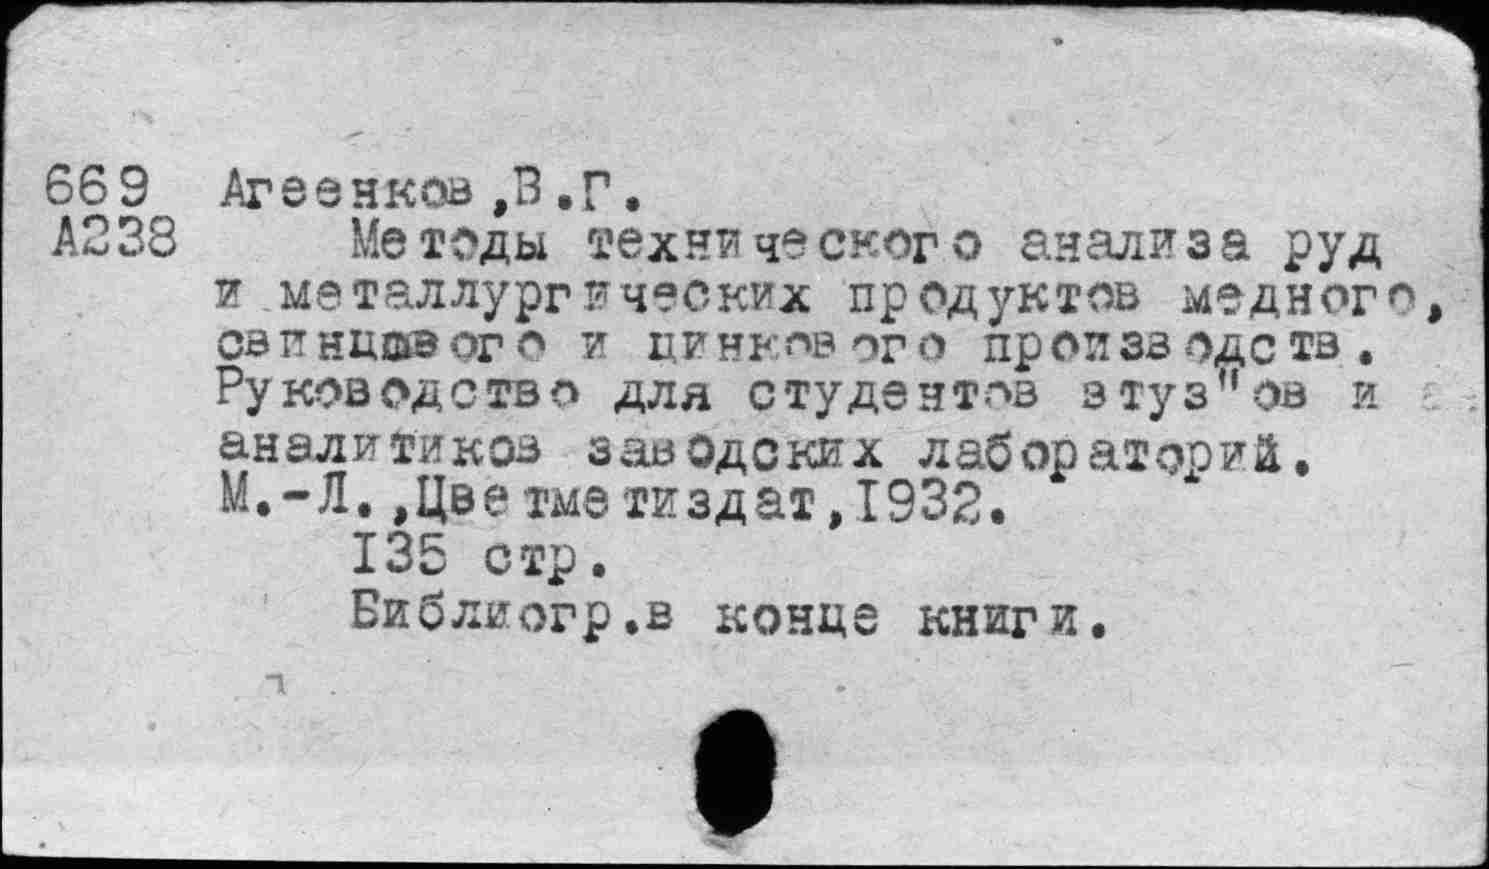 669 Агеенков,В.Г.
А238 Методы технического анализа руд
и металлургических продуктов медного,
свинцового и цинкового производств.
Руководство для студентов втуз"ов и
аналитиков заводских лабораторий.
М.-Л.,Цветметиздат,1932.
135 стр.
Библиогр.в конце книги.